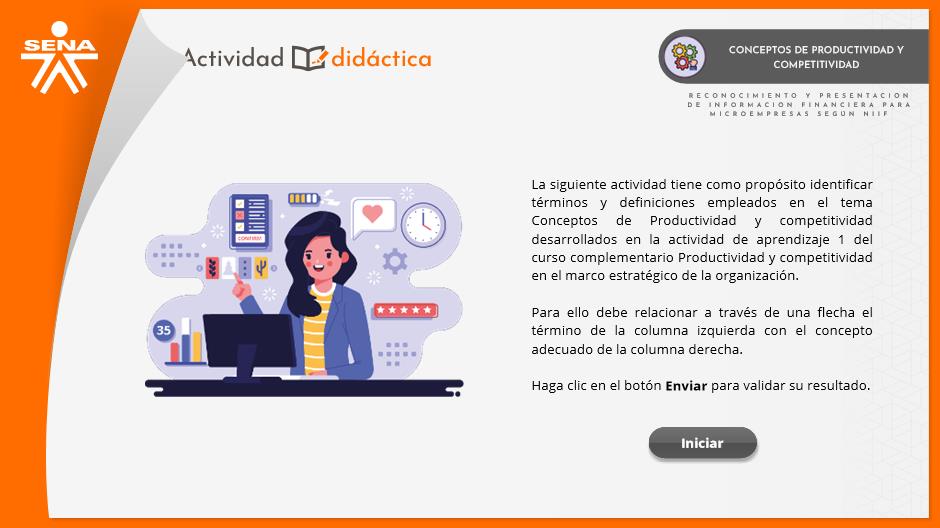 SENA
Actividad didáctica
CONCEPTOS DE PRODUCTIVIDAD Y
COMPETITIVIDAD
RECONOCIMIENTO Y PRESENTACION
DE INFORMACION FINANCIERA PARA
MICROEMPRESAS SEGÚN NIIF
La siguiente actividad tiene como propósito identificar
términos y definiciones empleados en el tema
Conceptos de Productividad y competitividad
desarrollados en la actividad de aprendizaje 1 del
curso complementario Productividad y competitividad
en el marco estratégico de la organización.
Para ello debe relacionar a través de una flecha el
término de la columna izquierda con el concepto
adecuado de la columna derecha.
Haga clic en el botón Enviar para validar su resultado.
Iniciar
35